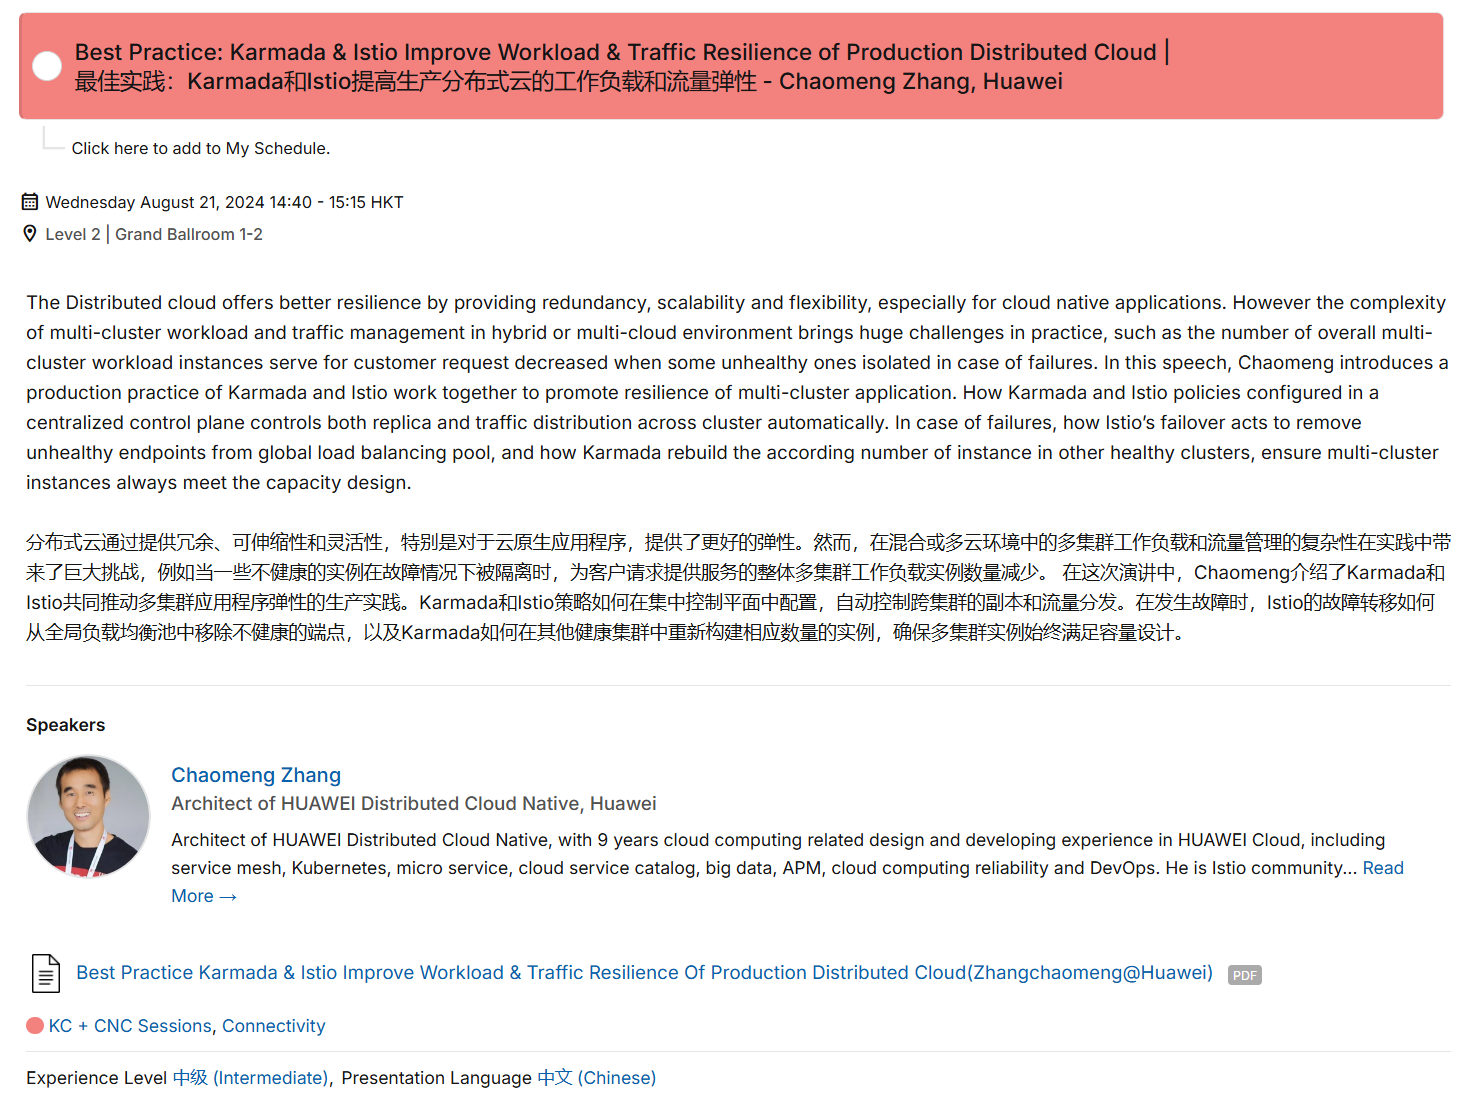 Best Practice: Karmada & Istio Improve Workload & Traffic Resilience of Production Distributed Cloud |
最佳实践：Karmada和Istio提高生产分布式云的工作负载和流量弹性 - Chaomeng Zhang, Huawei
Click here to add to My Schedule.
Wednesday August 21, 2024 14:40 - 15:15 HKT
Level 2 | Grand Ballroom 1-2
The Distributed cloud offers better resilience by providing redundancy, scalability and flexibility, especially for cloud native applications. However the complexity
of multi-cluster workload and traffic management in hybrid or multi-cloud environment brings huge challenges in practice, such as the number of overall multi-
cluster workload instances serve for customer request decreased when some unhealthy ones isolated in case of failures. In this speech, Chaomeng introduces a
production practice of Karmada and Istio work together to promote resilience of multi-cluster application. How Karmada and Istio policies configured in a
centralized control plane controls both replica and traffic distribution across cluster automatically. In case of failures, how Istio’s failover acts to remove
unhealthy endpoints from global load balancing pool, and how Karmada rebuild the according number of instance in other healthy clusters, ensure multi-cluster
instances always meet the capacity design.
分布式云通过提供冗余、可伸缩性和灵活性，特别是对于云原生应用程序，提供了更好的弹性。然而，在混合或多云环境中的多集群工作负载和流量管理的复杂性在实践中带
来了巨大挑战，例如当一些不健康的实例在故障情况下被隔离时，为客户请求提供服务的整体多集群工作负载实例数量减少。 在这次演讲中，Chaomeng介绍了Karmada和
Istio共同推动多集群应用程序弹性的生产实践。Karmada和Istio策略如何在集中控制平面中配置，自动控制跨集群的副本和流量分发。在发生故障时，Istio的故障转移如何
从全局负载均衡池中移除不健康的端点，以及Karmada如何在其他健康集群中重新构建相应数量的实例，确保多集群实例始终满足容量设计。
Speakers
Chaomeng Zhang
Architect of HUAWEI Distributed Cloud Native, Huawei
Architect of HUAWEI Distributed Cloud Native, with 9 years cloud computing related design and developing experience in HUAWEI Cloud, including
service mesh, Kubernetes, micro service, cloud service catalog, big data, APM, cloud computing reliability and DevOps. He is Istio community... Read
More →
Best Practice Karmada & Istio Improve Workload & Traffic Resilience Of Production Distributed Cloud(Zhangchaomeng@Huawei) PDF
KC + CNC Sessions, Connectivity
Experience Level 中级 (Intermediate), Presentation Language 中文 (Chinese)